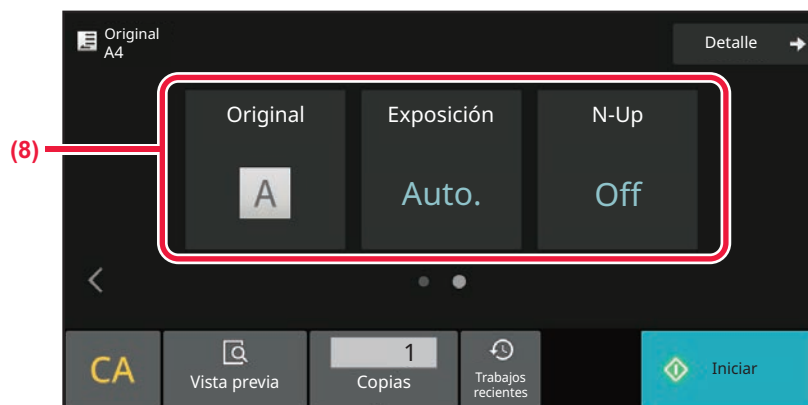 Original
A4
Detalle
(8)
Original
Exposición
N-Up
A
Auto.
Off
CA
Vista previa
1
Copias
Trabajos
recientes
Iniciar